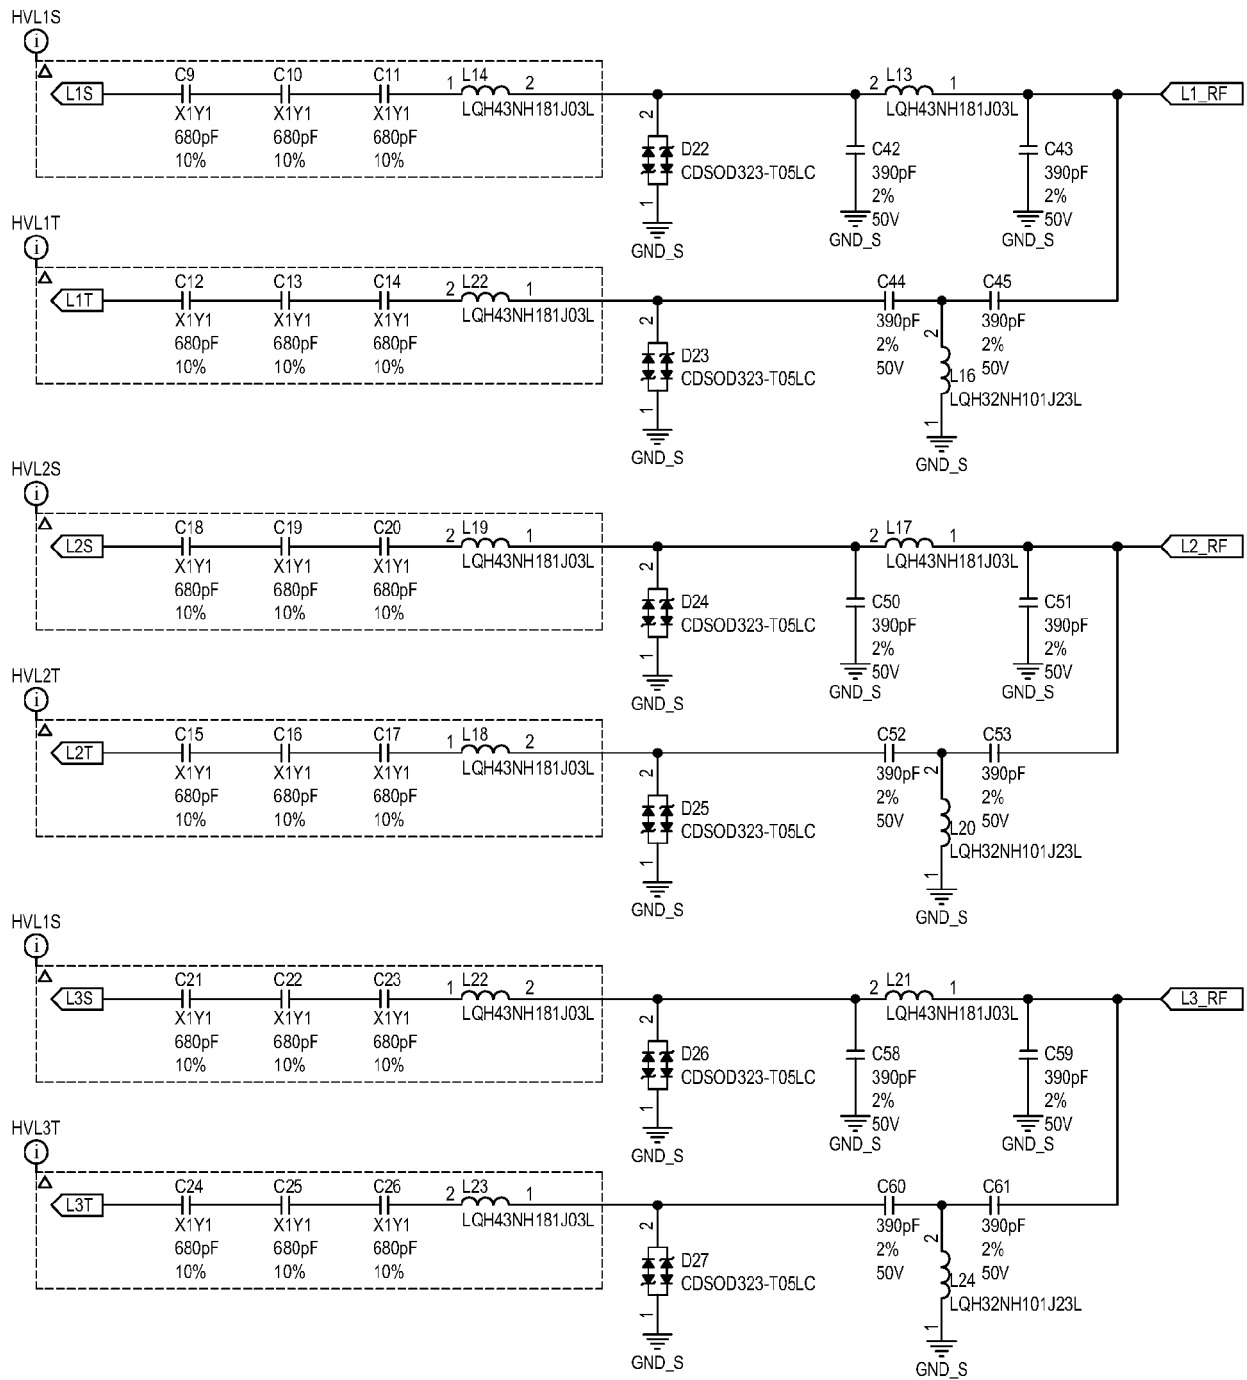 HVL1S
i
L1S
C9
X1Y1
680pF
10%
C10
X1Y1
680pF
10%
C11
X1Y1
680pF
10%
1 L14 2
LQH43NH181J03L
2
D22
CDSOD323-T05LC
1
GND_S
C42
390pF
2%
50V
GND_S
2 L13 1
LQH43NH181J03L
C43
390pF
2%
50V
GND_S
L1_RF
HVL1T
i
L1T
C12
X1Y1
680pF
10%
C13
X1Y1
680pF
10%
C14
X1Y1
680pF
10%
2 L22 1
LQH43NH181J03L
2
D23
CDSOD323-T05LC
1
GND_S
C44
390pF
2%
50V
C45
390pF
2%
50V
2
L16
LQH32NH101J23L
1
GND_S
HVL2S
i
L2S
C18
X1Y1
680pF
10%
C19
X1Y1
680pF
10%
C20
X1Y1
680pF
10%
2 L19 1
LQH43NH181J03L
2
D24
CDSOD323-T05LC
1
GND_S
C50
390pF
2%
50V
GND_S
2 L17 1
LQH43NH181J03L
C51
390pF
2%
50V
GND_S
L2_RF
HVL2T
i
L2T
C15
X1Y1
680pF
10%
C16
X1Y1
680pF
10%
C17
X1Y1
680pF
10%
1 L18 2
LQH43NH181J03L
2
D25
CDSOD323-T05LC
1
GND_S
C52
390pF
2%
50V
C53
390pF
2%
50V
2
L20
LQH32NH101J23L
1
GND_S
HVL1S
i
L3S
C21
X1Y1
680pF
10%
C22
X1Y1
680pF
10%
C23
X1Y1
680pF
10%
1 L22 2
LQH43NH181J03L
2
D26
CDSOD323-T05LC
1
GND_S
C58
390pF
2%
50V
GND_S
2 L21 1
LQH43NH181J03L
C59
390pF
2%
50V
GND_S
L3_RF
HVL3T
i
L3T
C24
X1Y1
680pF
10%
C25
X1Y1
680pF
10%
C26
X1Y1
680pF
10%
2 L23 1
LQH43NH181J03L
2
D27
CDSOD323-T05LC
1
GND_S
C60
390pF
2%
50V
C61
390pF
2%
50V
2
L24
LQH32NH101J23L
1
GND_S